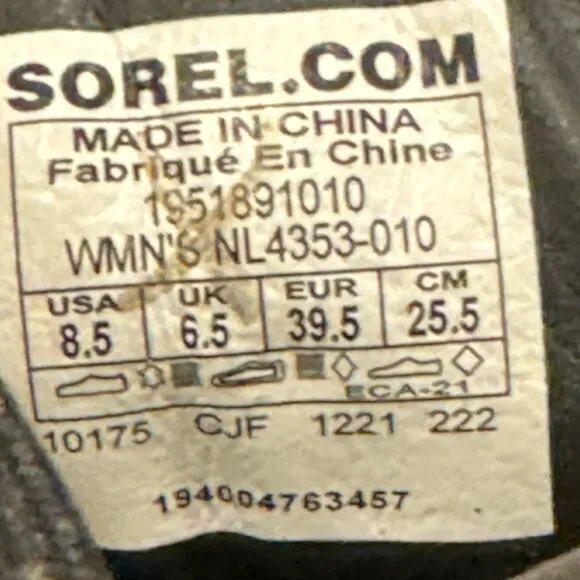 SOREL.COM
MADE IN CHINA
Fabriqué En Chine
1951891010
WMN'S NL4353-010
USA UK EUR CM
8.5 6.5 39.5 25.5
ECA-21
10175 CJF 1221 222
194004763457